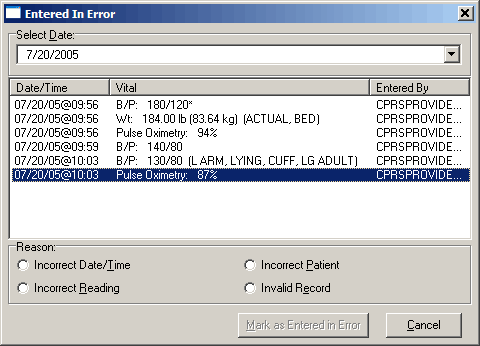 Entered In Error
Select Date:
7/20/2005
Date/Time Vital Entered By
07/20/05@09:56 B/P: 180/120* CPRSPROVIDE...
07/20/05@09:56 Wt: 184.00 lb (83.64 kg) (ACTUAL, BED) CPRSPROVIDE...
07/20/05@09:56 Pulse Oximetry: 94% CPRSPROVIDE...
07/20/05@09:59 B/P: 140/80 CPRSPROVIDE...
07/20/05@10:03 B/P: 130/80 (L ARM, LYING, CUFF, LG ADULT) CPRSPROVIDE...
07/20/05@10:03 Pulse Oximetry: 87% CPRSPROVIDE...
Reason:
Incorrect Date/Time Incorrect Patient
Incorrect Reading Invalid Record
Mark as Entered in Error Cancel